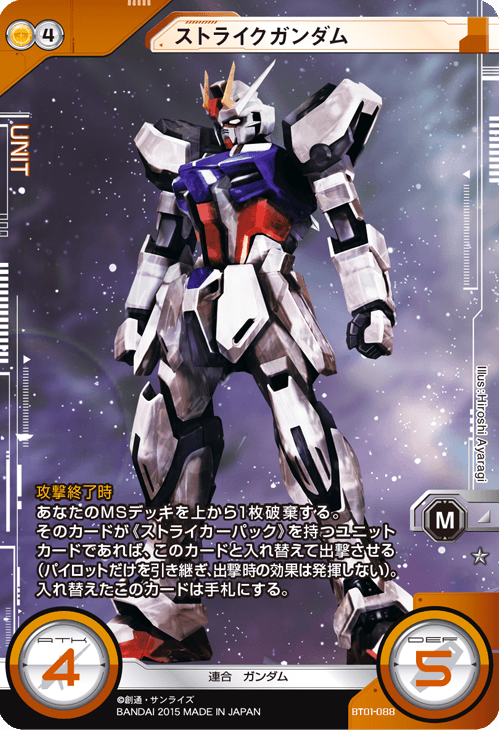 4
ストライクガンダム
UNIT
Illus:Hiroshi Ayaragi
攻撃終了時
あなたのMSデッキを上から1枚破棄する。
そのカードが《ストライカーパック》を持つユニット
カードであれば、このカードと入れ替えて出撃させる
(パイロットだけを引き継ぎ、出撃時の効果は発揮しない)。
入れ替えたこのカードは手札にする。
M
ATK
4
DEF
5
連合 ガンダム
©創通・サンライズ
BANDAI 2015 MADE IN JAPAN
BT01-088